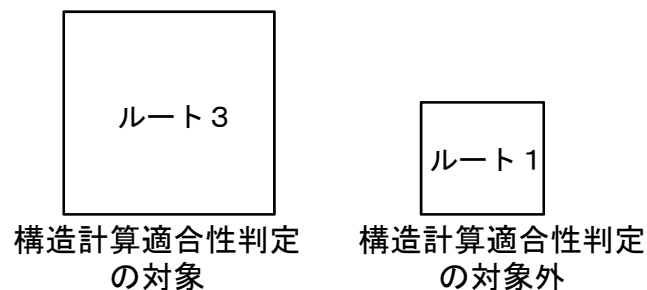 ルート３
ルート１
構造計算適合性判定
の対象
構造計算適合性判定
の対象外